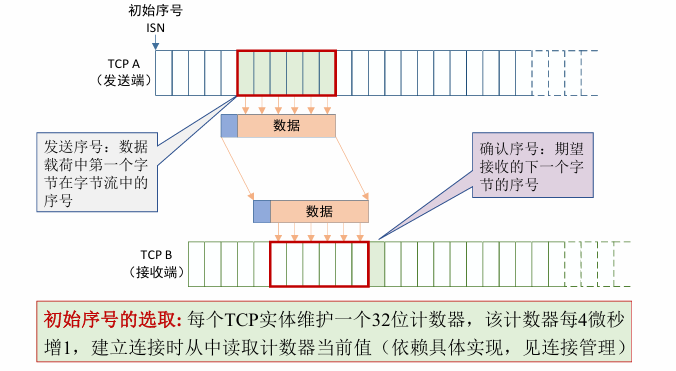 初始序号
ISN
TCP A
（发送端）
数据
发送序号：数据
载荷中第一个字
节在字节流中的
序号
确认序号：期望
接收的下一个字
节的序号
数据
TCP B
（接收端）
初始序号的选取: 每个TCP实体维护一个32位计数器，该计数器每4微秒
增1，建立连接时从中读取计数器当前值（依赖具体实现，见连接管理）